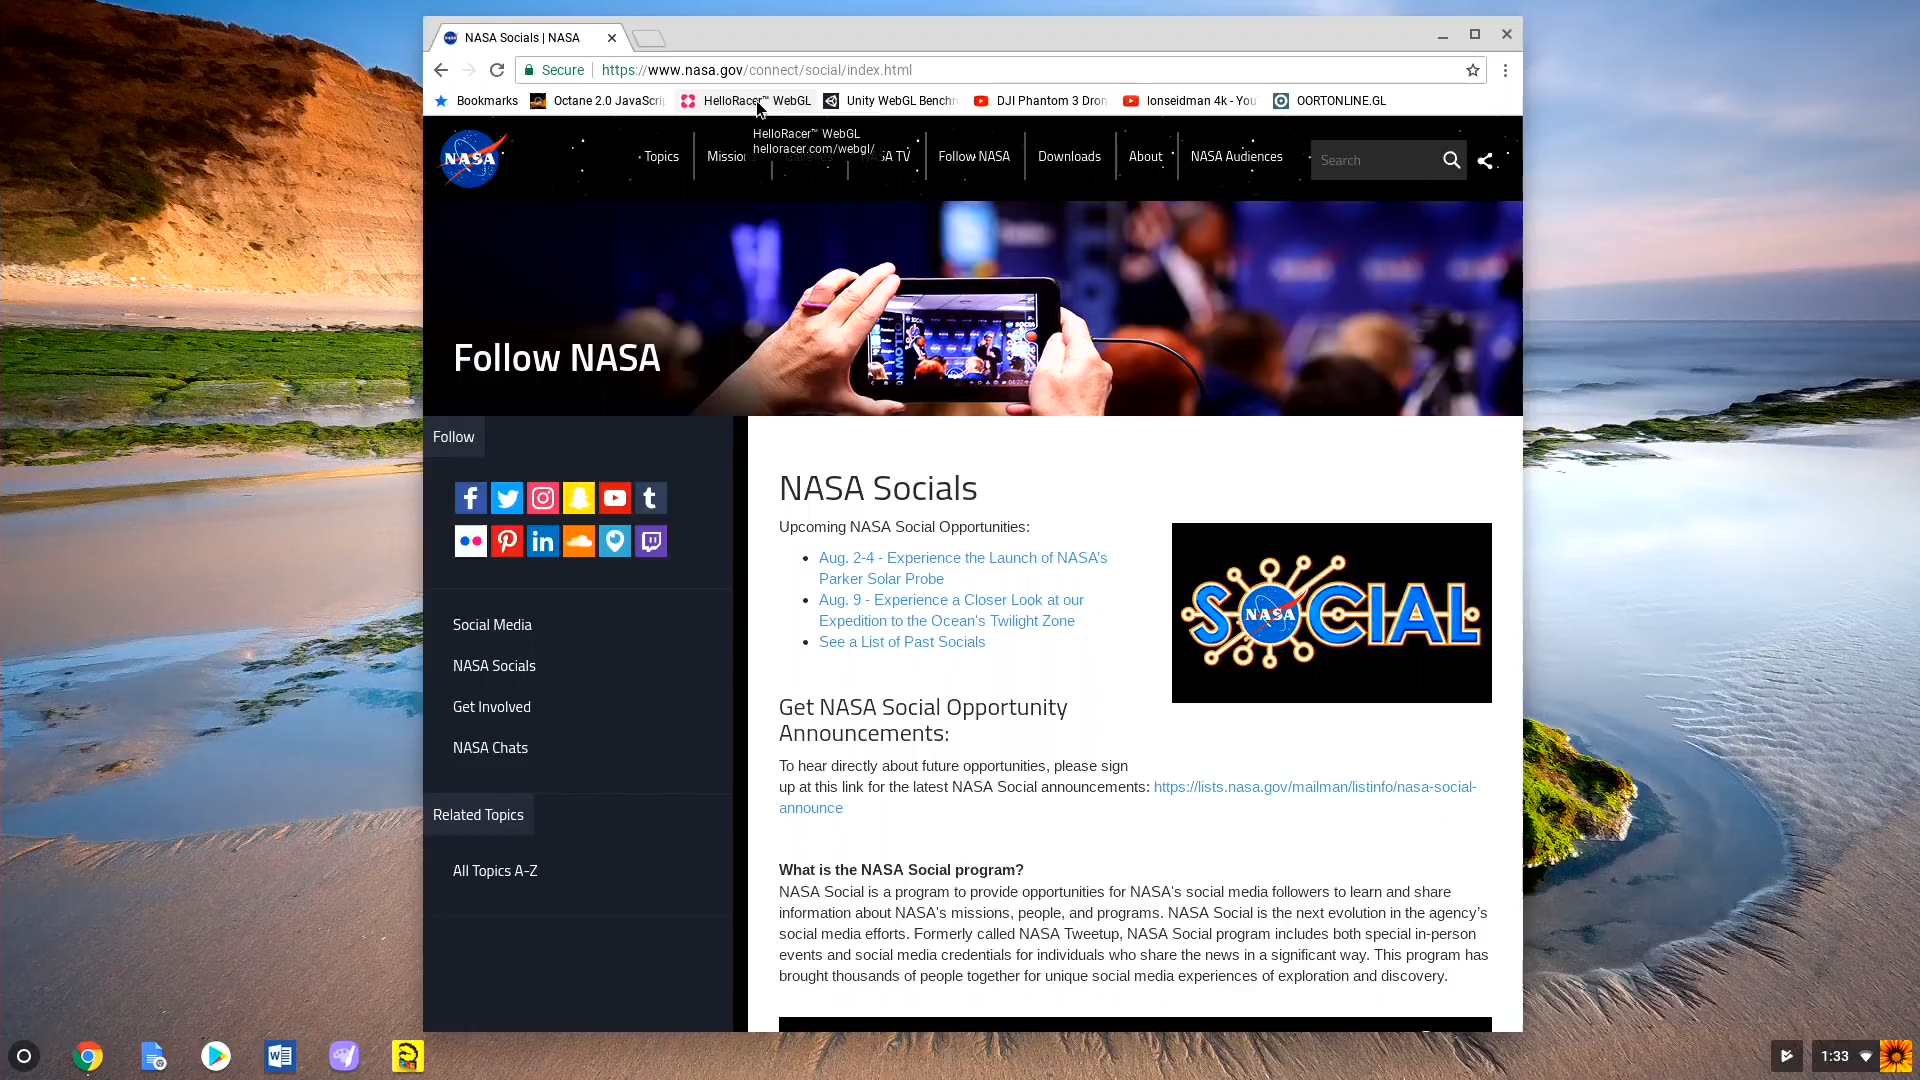 NASA Socials | NASA
Secure https://www.nasa.gov/connect/social/index.html
Bookmarks Octane 2.0 JavaScri HelloRacer™ WebGL Unity WebGL Benchm DJI Phantom 3 Dron lonseidman 4k - You OORTONLINE.GL
HelloRacer™ WebGL
helloracer.com/webgl/
NASA Topics Missio Galleries NASA TV Follow NASA Downloads About NASA Audiences Search
Follow NASA
Follow
Social Media
NASA Socials
Get Involved
NASA Chats
Related Topics
All Topics A-Z
NASA Socials
Upcoming NASA Social Opportunities:
Aug. 2-4 - Experience the Launch of NASA's
Parker Solar Probe
Aug. 9 - Experience a Closer Look at our
Expedition to the Ocean's Twilight Zone
See a List of Past Socials
SOCIAL
NASA
Get NASA Social Opportunity
Announcements:
To hear directly about future opportunities, please sign
up at this link for the latest NASA Social announcements: https://lists.nasa.gov/mailman/listinfo/nasa-social-
announce
What is the NASA Social program?
NASA Social is a program to provide opportunities for NASA's social media followers to learn and share
information about NASA's missions, people, and programs. NASA Social is the next evolution in the agency's
social media efforts. Formerly called NASA Tweetup, NASA Social program includes both special in-person
events and social media credentials for individuals who share the news in a significant way. This program has
brought thousands of people together for unique social media experiences of exploration and discovery.
1:33